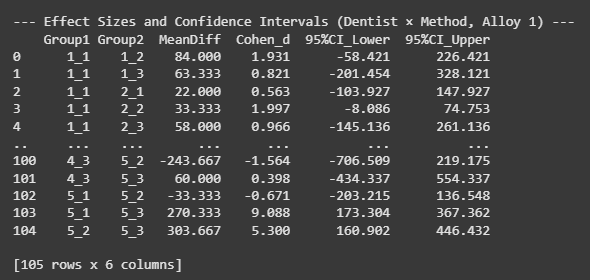 --- Effect Sizes and Confidence Intervals (Dentist x Method, Alloy 1) ---
Group1 Group2 MeanDiff Cohen_d 95%CI_Lower 95%CI_Upper
0 1_1 1_2 84.000 1.931 -58.421 226.421
1 1_1 1_3 63.333 0.821 -201.454 328.121
2 1_1 2_1 22.000 0.563 -103.927 147.927
3 1_1 2_2 33.333 1.997 -8.086 74.753
4 1_1 2_3 58.000 0.966 -145.136 261.136
.. ... ... ... ... ... ...
100 4_3 5_2 -243.667 -1.564 -706.509 219.175
101 4_3 5_3 60.000 0.398 -434.337 554.337
102 5_1 5_2 -33.333 -0.671 -203.215 136.548
103 5_1 5_3 270.333 9.088 173.304 367.362
104 5_2 5_3 303.667 5.300 160.902 446.432
[105 rows x 6 columns]